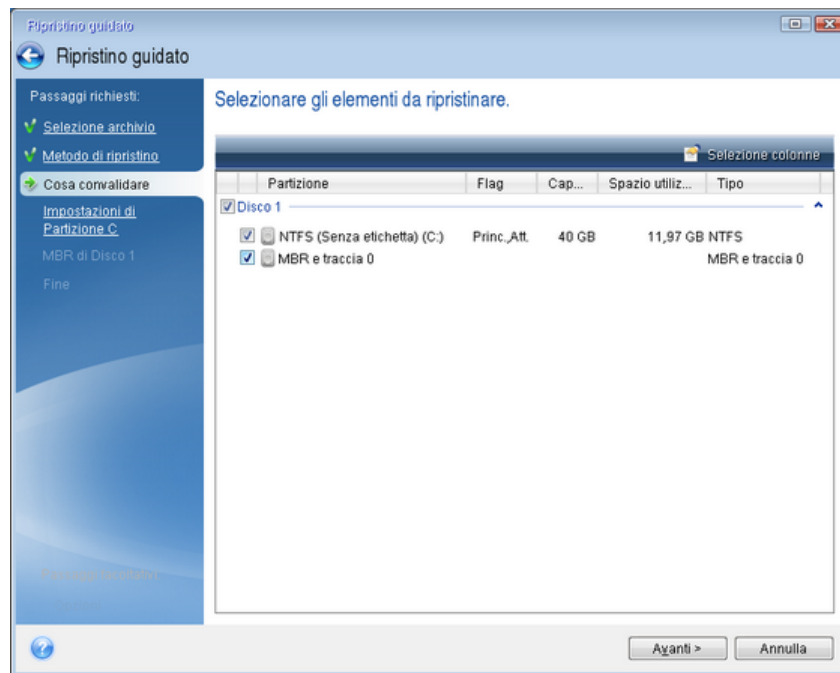 Ripristino guidato
Ripristino guidato
Passaggi richiesti:
Selezione archivio
Metodo di ripristino
Cosa convalidare
Impostazioni di
Partizione C
MBR di Disco 1
Fine
Selezionare gli elementi da ripristinare.
Selezione colonne
Partizione Flag Cap... Spazio utiliz... Tipo
Disco 1
NTFS (Senza etichetta) (C:) Princ.,Att. 40 GB 11,97 GB NTFS
MBR e traccia 0 MBR e traccia 0
Avanti > Annulla